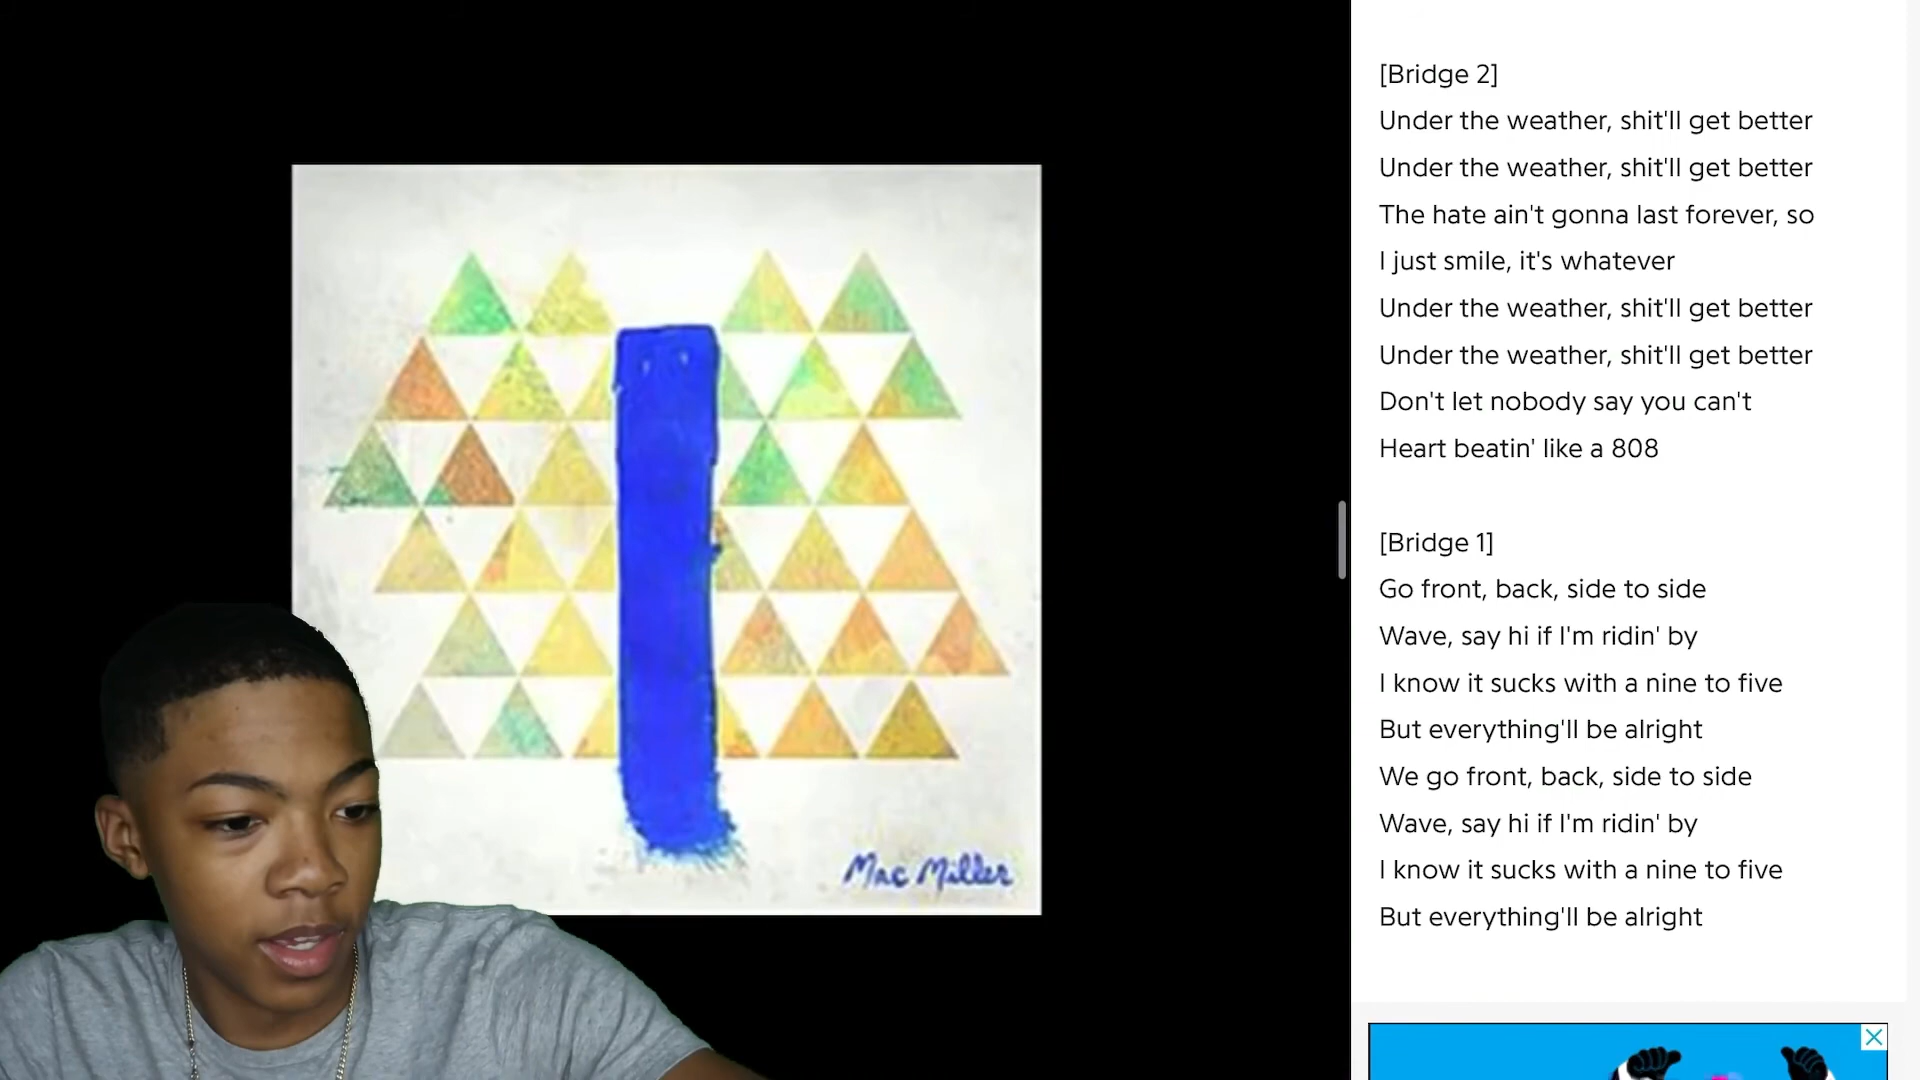 [Bridge 2]
Under the weather, shit'll get better
Under the weather, shit'll get better
The hate ain't gonna last forever, so
I just smile, it's whatever
Under the weather, shit'll get better
Under the weather, shit'll get better
Don't let nobody say you can't
Heart beatin' like a 808
[Bridge 1]
Go front, back, side to side
Wave, say hi if I'm ridin' by
I know it sucks with a nine to five
But everything'll be alright
We go front, back, side to side
Wave, say hi if I'm ridin' by
I know it sucks with a nine to five
But everything'll be alright
Mac Miller